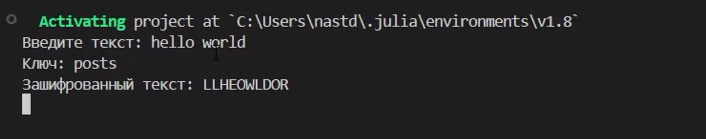 Activating project at `C:\Users\nastd\.julia\environments\v1.8`
Введите текст: hello world
Ключ: posts
Зашифрованный текст: LLHEOWLDOR